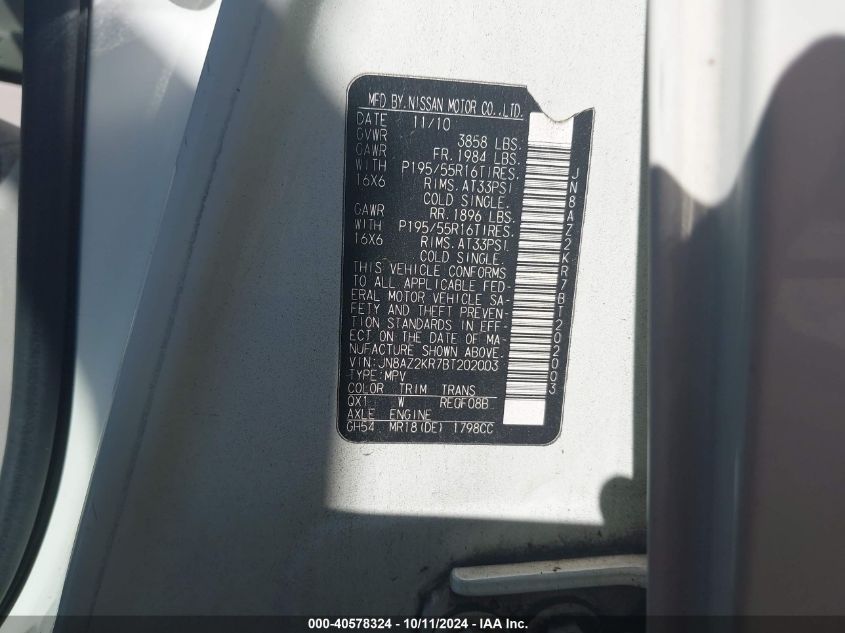 MFD BY.NISSAN MOTOR CO.,LTD.
DATE 11/10
GVWR 3858 LBS.
GAWR FR.1984 LBS.
WITH P195/55R16TIRES.
16X6 RIMS.AT33PSI
COLD SINGLE.
GAWR RR.1896 LBS.
WITH P195/55R16TIRES.
16X6 RIMS.AT33PSI.
COLD SINGLE.
THIS VEHICLE CONFORMS
TO ALL APPLICABLE FED-
ERAL MOTOR VEHICLE SA-
FETY AND THEFT PREVEN-
TION STANDARDS IN EFF-
ECT ON THE DATE OF MA-
NUFACTURE SHOWN ABOVE.
VIN:JN8AZ2KR7BT202003
TYPE:MPV
COLOR TRIM TRANS
QX1 W RE0F08B
AXLE ENGINE
GH54 MR18(DE) 1798CC
JN8AZ2KR7BT202003
000-40578324 - 10/11/2024 - IAA Inc.